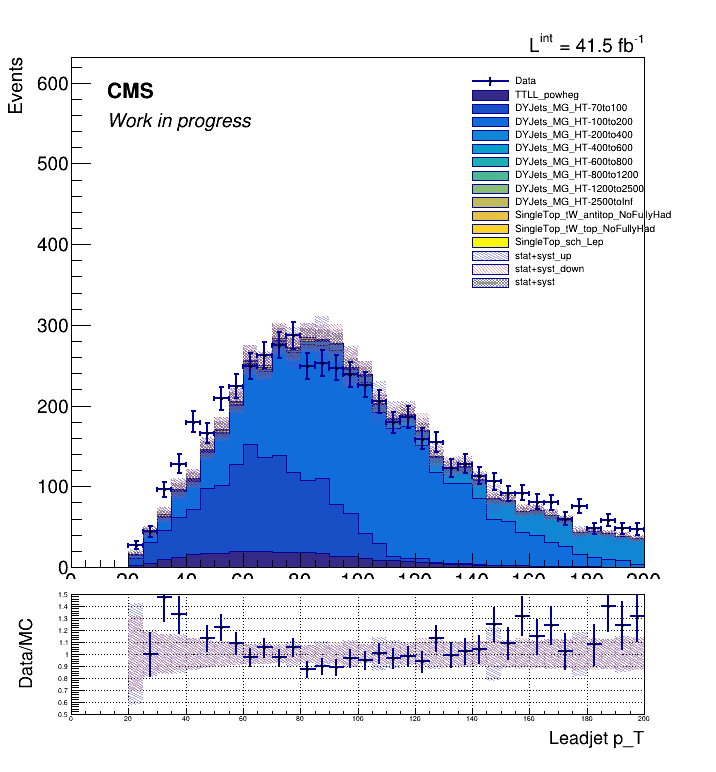 L^int = 41.5 fb^-1
Events
CMS
Work in progress
Data
TTLL_powheg
DYJets_MG_HT-70to100
DYJets_MG_HT-100to200
DYJets_MG_HT-200to400
DYJets_MG_HT-400to600
DYJets_MG_HT-600to800
DYJets_MG_HT-800to1200
DYJets_MG_HT-1200to2500
DYJets_MG_HT-2500toInf
SingleTop_tW_antitop_NoFullyHad
SingleTop_tW_top_NoFullyHad
SingleTop_sch_Lep
stat+syst_up
stat+syst_down
stat+syst
600
500
400
300
200
100
0
0 20 40 60 80 100 120 140 160 180 200
Data/MC
1.5
1.4
1.3
1.2
1.1
1
0.9
0.8
0.7
0.6
0.5
0 20 40 60 80 100 120 140 160 180 200
Leadjet p_T